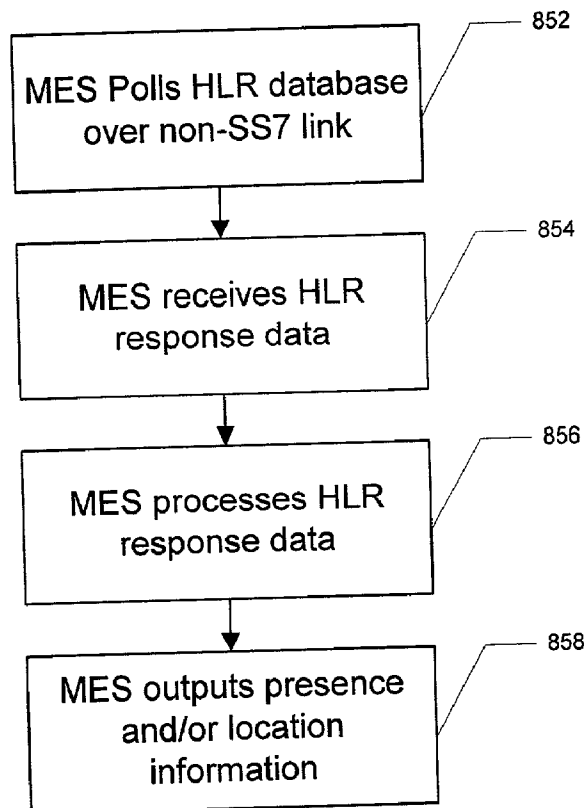 852
MES Polls HLR database
over non-SS7 link
854
MES receives HLR
response data
856
MES processes HLR
response data
858
MES outputs presence
and/or location
information